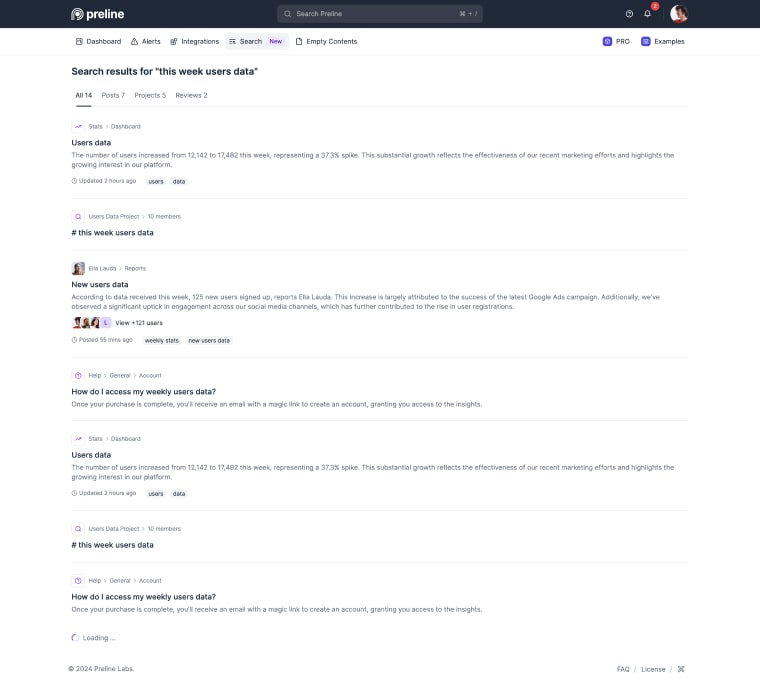 preline
Search Preline
⌘ + /
2
Dashboard
Alerts
Integrations
Search New
Empty Contents
PRO
Examples
Search results for "this week users data"
All 14 Posts 7 Projects 5 Reviews 2
Stats > Dashboard
Users data
The number of users increased from 12,142 to 17,482 this week, representing a 37.3% spike. This substantial growth reflects the effectiveness of our recent marketing efforts and highlights the
growing interest in our platform.
Updated 2 hours ago users data
Users Data Project > 10 members
# this week users data
Ella Lauda > Reports
New users data
According to data received this week, 125 new users signed up, reports Ella Lauda. This increase is largely attributed to the success of the latest Google Ads campaign. Additionally, we've
observed a significant uptick in engagement across our social media channels, which has further contributed to the rise in user registrations.
L View +121 users
Posted 55 mins ago weekly stats new users data
Help > General > Account
How do I access my weekly users data?
Once your purchase is complete, you'll receive an email with a magic link to create an account, granting you access to the insights.
Stats > Dashboard
Users data
The number of users increased from 12,142 to 17,482 this week, representing a 37.3% spike. This substantial growth reflects the effectiveness of our recent marketing efforts and highlights the
growing interest in our platform.
Updated 2 hours ago users data
Users Data Project > 10 members
# this week users data
Help > General > Account
How do I access my weekly users data?
Once your purchase is complete, you'll receive an email with a magic link to create an account, granting you access to the insights.
Loading ...
© 2024 Preline Labs.
FAQ / License / ⌘